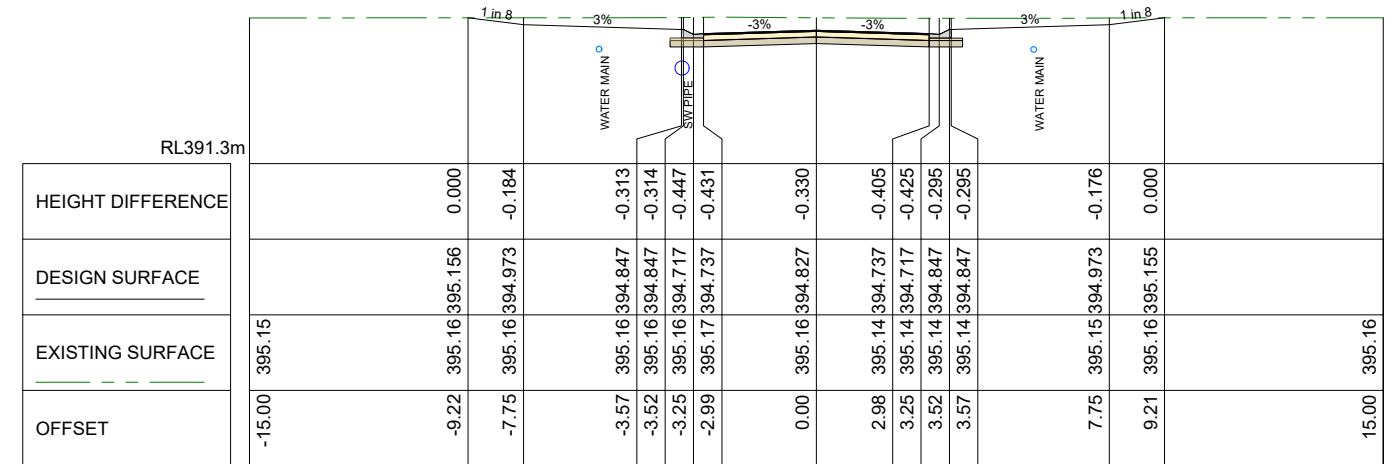 1 in 8
3%
-3%
-3%
3%
1 in 8
WATER MAIN
SW PIPE
WATER MAIN
RL391.3m
HEIGHT DIFFERENCE
0.000 -0.184 -0.313 -0.314 -0.447 -0.431 -0.330 -0.405 -0.425 -0.295 -0.295 -0.176 0.000
DESIGN SURFACE
395.156 394.973 394.847 394.847 394.717 394.737 394.827 394.737 394.717 394.847 394.847 394.973 395.155
EXISTING SURFACE
395.15 395.16 395.16 395.16 395.16 395.16 395.17 395.16 395.14 395.14 395.14 395.14 395.15 395.16 395.16
OFFSET
-15.00 -9.22 -7.75 -3.57 -3.52 -3.25 -2.99 0.00 2.98 3.25 3.52 3.57 7.75 9.21 15.00